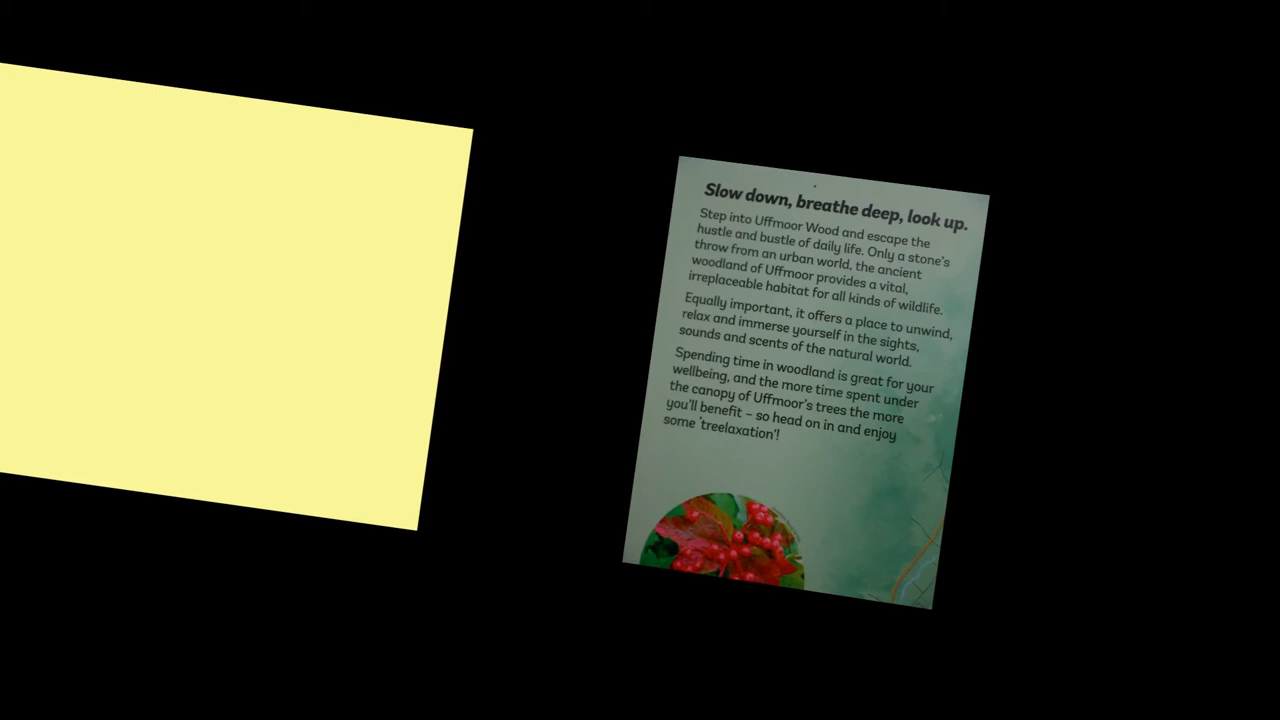 Slow down, breathe deep, look up.
Step into Uffmoor Wood and escape the
hustle and bustle of daily life. Only a stone's
throw from an urban world, the ancient
woodland of Uffmoor provides a vital,
irreplaceable habitat for all kinds of wildlife.
Equally important, it offers a place to unwind,
relax and immerse yourself in the sights,
sounds and scents of the natural world.
Spending time in woodland is great for your
wellbeing, and the more time spent under
the canopy of Uffmoor's trees the more
you'll benefit – so head on in and enjoy
some 'treelaxation'!